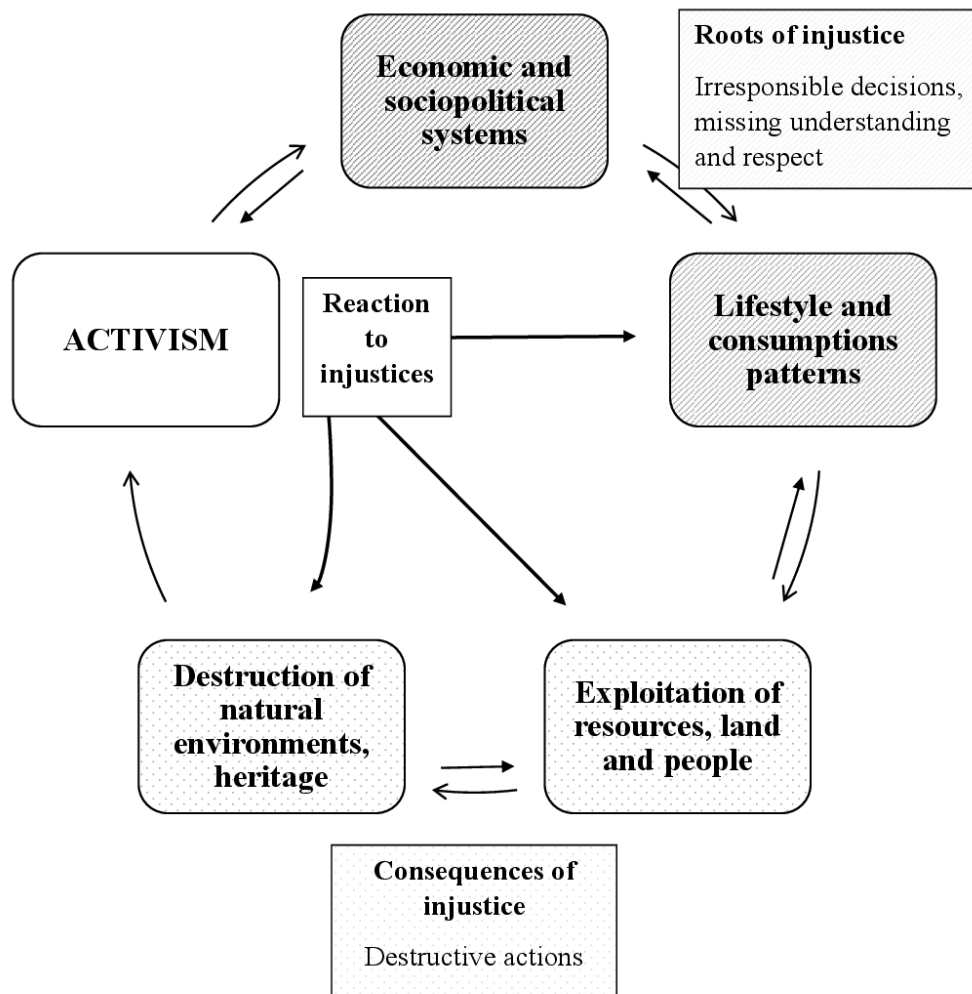 Economic and
sociopolitical
systems
Roots of injustice
Irresponsible decisions,
missing understanding
and respect
ACTIVISM
Reaction
to
injustices
Lifestyle and
consumptions
patterns
Destruction of
natural
environments,
heritage
Exploitation of
resources, land
and people
Consequences of
injustice
Destructive actions